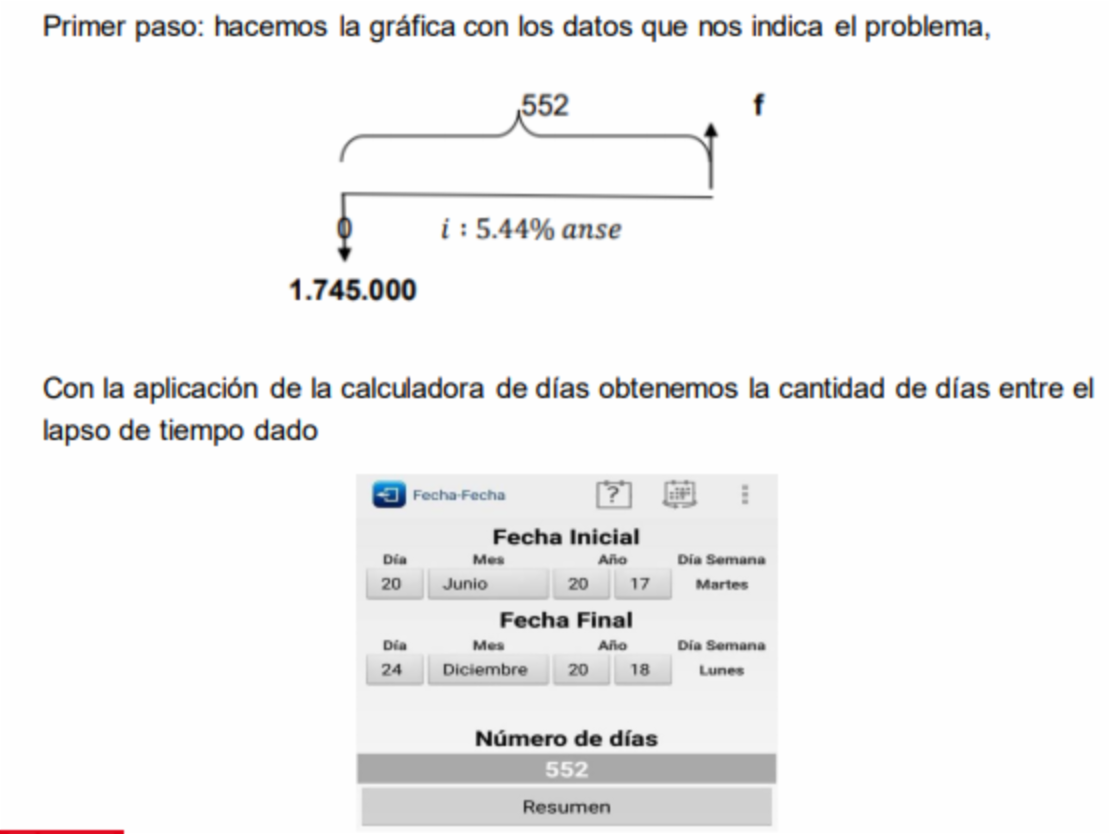 Primer paso: hacemos la gráfica con los datos que nos indica el problema,
552
f
0
i : 5.44% anse
1.745.000
Con la aplicación de la calculadora de días obtenemos la cantidad de días entre el
lapso de tiempo dado
Fecha-Fecha
?
Fecha Inicial
Día Mes Año Día Semana
20 Junio 20 17 Martes
Fecha Final
Día Mes Año Día Semana
24 Diciembre 20 18 Lunes
Número de días
552
Resumen